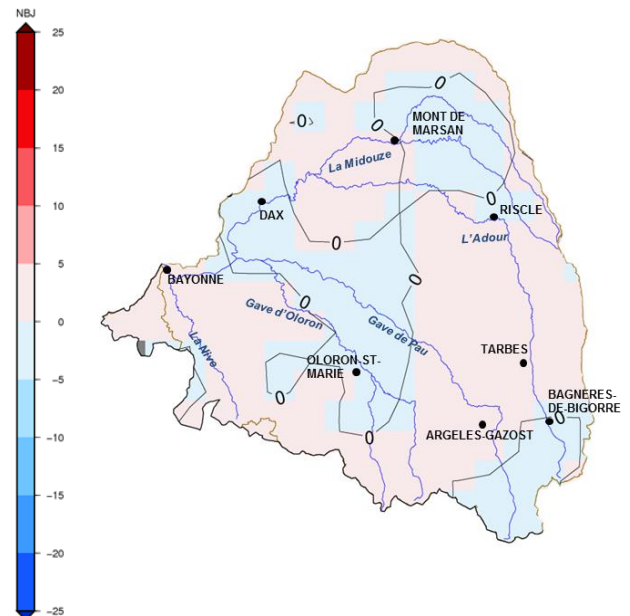 NBJ
25
20
15
10
5
0
−5
−10
−15
−20
−25
0
-0
0
MONT DE
MARSAN
La Midouze
0
RISCLE
DAX
L'Adour
0
0
BAYONNE
0
Gave d'Oloron
Gave de Pau
La Nive
TARBES
OLORON-ST-
MARIE
0
BAGNERES-
DE-BIGORRE
0
ARGELES-GAZOST
0